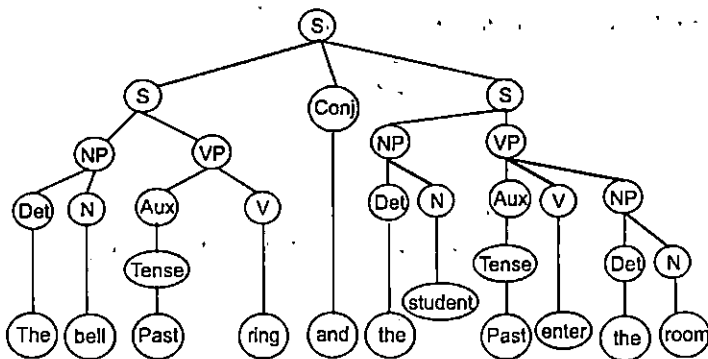 S
S Conj S
NP VP NP VP
Det N Aux V Det N Aux V NP
Tense student Tense Det N
The bell Past ring and the Past enter the room